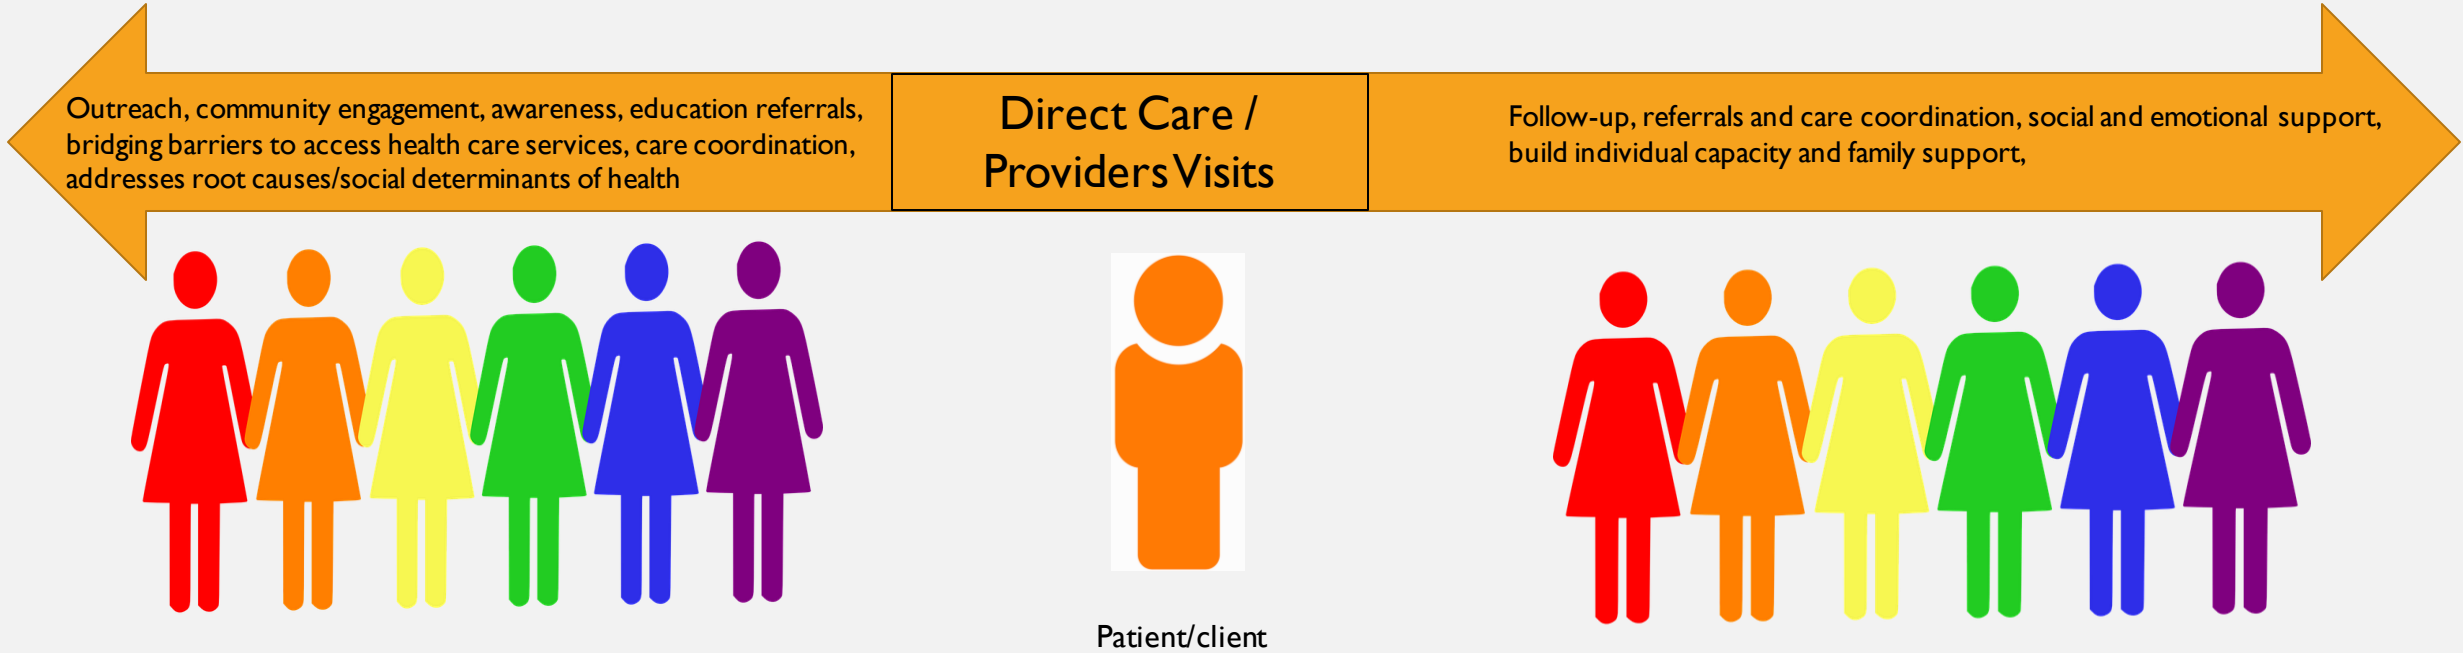 Outreach, community engagement, awareness, education referrals,
bridging barriers to access health care services, care coordination,
addresses root causes/social determinants of health
Direct Care /
Providers Visits
Follow-up, referrals and care coordination, social and emotional support,
build individual capacity and family support,
Patient/client